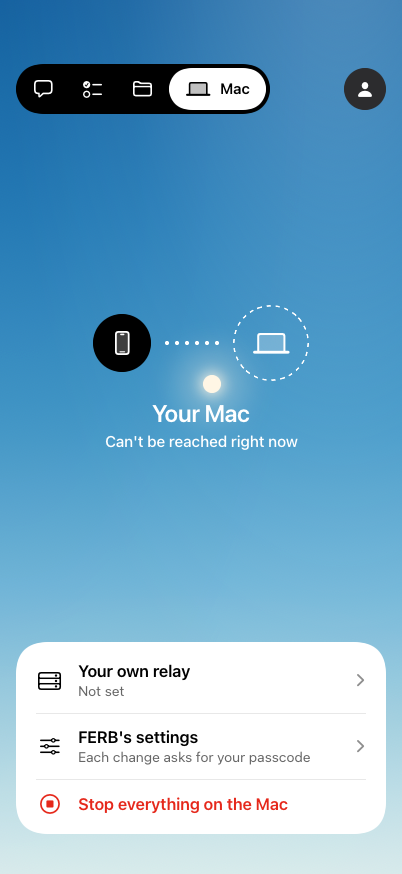 Mac
Your Mac
Can't be reached right now
Your own relay
Not set
FERB's settings
Each change asks for your passcode
Stop everything on the Mac